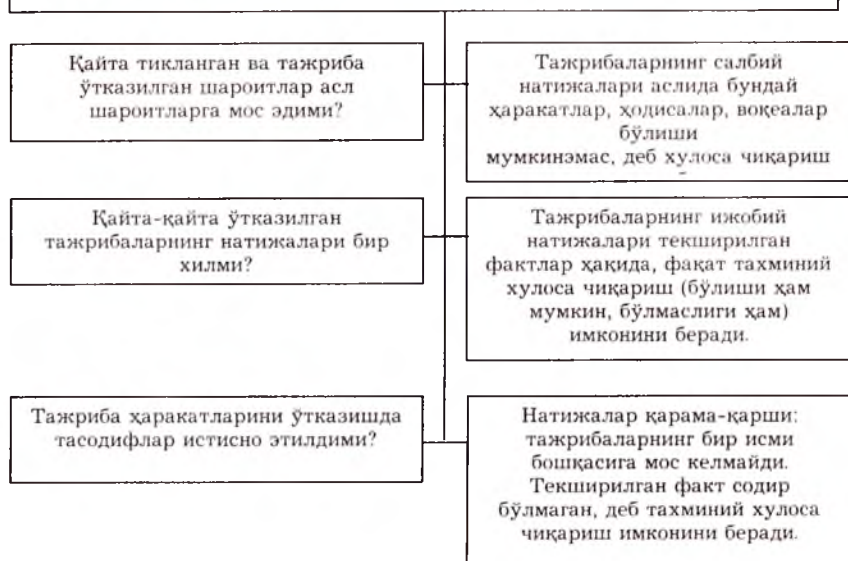 Қайта тикланган ва тажриба
ўтказилган шароитлар асл
шароитларга мос эдими?
Тажрибаларнинг салбий
натижалари аслида бундай
ҳаракатлар, ҳодисалар, воқеалар
бўлиши
мумкинэмас, деб хулоса чиқариш
Қайта-қайта ўтказилган
тажрибаларнинг натижалари бир
хилми?
Тажрибаларнинг ижобий
натижалари текширилган
фактлар ҳақида, фақат тахминий
хулоса чиқариш (бўлиши ҳам
мумкин, бўлмаслиги ҳам)
имконини беради.
Тажриба ҳаракатларини ўтказишда
тасодифлар истисно этилдими?
Натижалар қарама-қарши:
тажрибаларнинг бир исми
бошқасига мос келмайди.
Текширилган факт содир
бўлмаган, деб тахминий хулоса
чиқариш имконини беради.